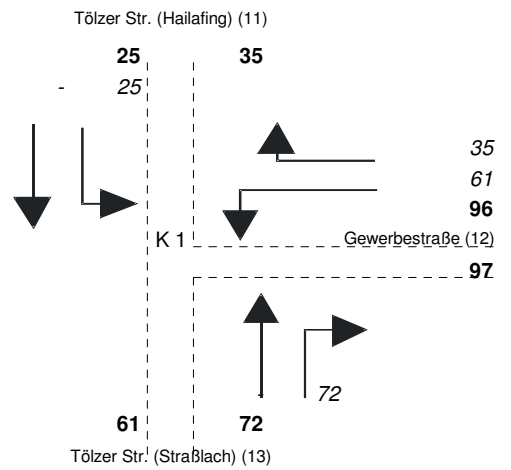 Tölzer Str. (Hailafing) (11)
25 35
- 25
35
61
96
K 1 Gewerbestraße (12)
97
72
61 72
Tölzer Str. (Straßlach) (13)